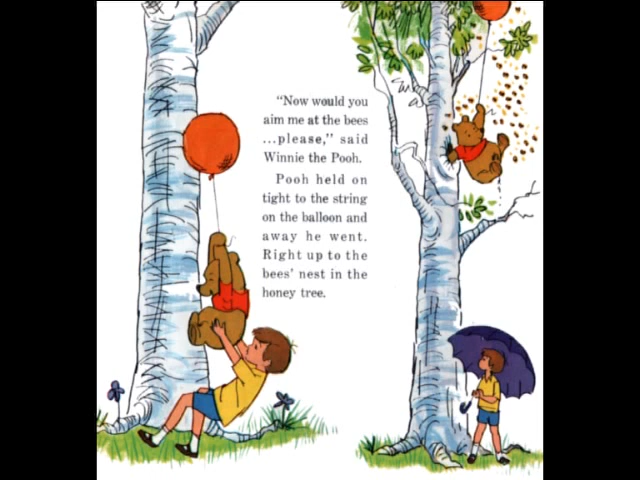 "Now would you
aim me at the bees
...please," said
Winnie the Pooh.
Pooh held on
tight to the string
on the balloon and
away he went.
Right up to the
bees' nest in the
honey tree.